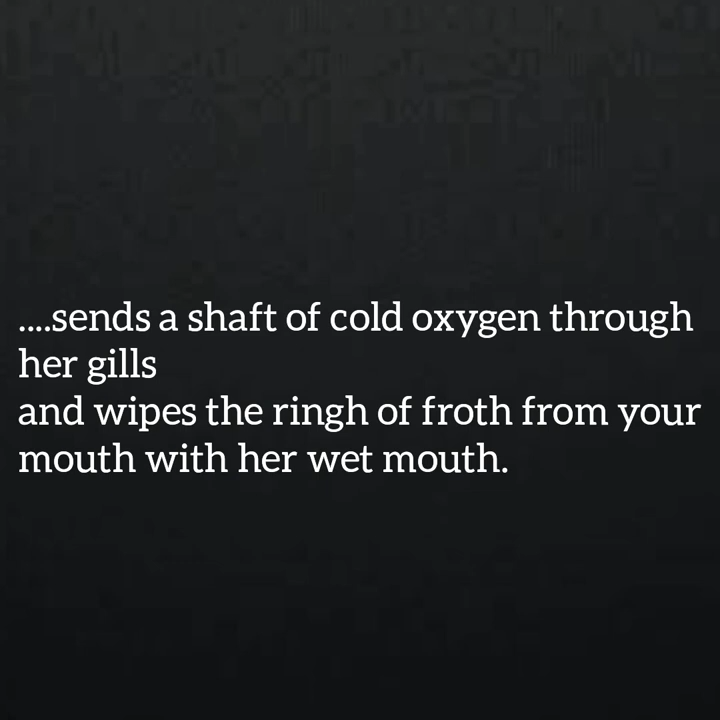 ....sends a shaft of cold oxygen through
her gills
and wipes the ringh of froth from your
mouth with her wet mouth.